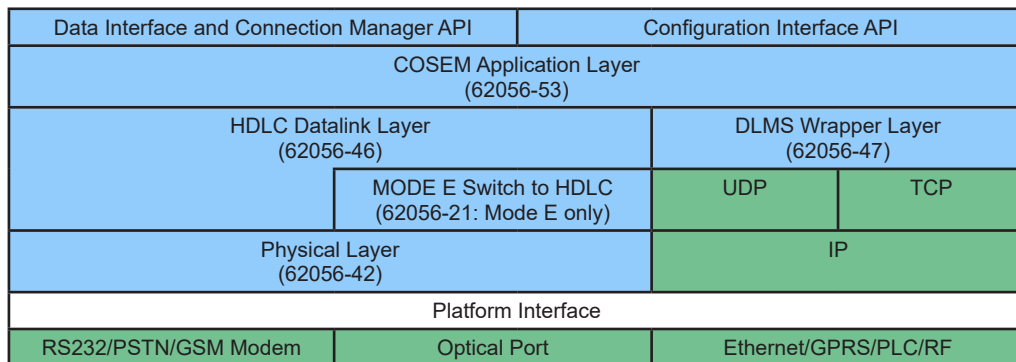 Data Interface and Connection Manager API
Configuration Interface API
COSEM Application Layer
(62056-53)
HDLC Datalink Layer
(62056-46)
DLMS Wrapper Layer
(62056-47)
MODE E Switch to HDLC
(62056-21: Mode E only)
UDP
TCP
Physical Layer
(62056-42)
IP
Platform Interface
RS232/PSTN/GSM Modem
Optical Port
Ethernet/GPRS/PLC/RF